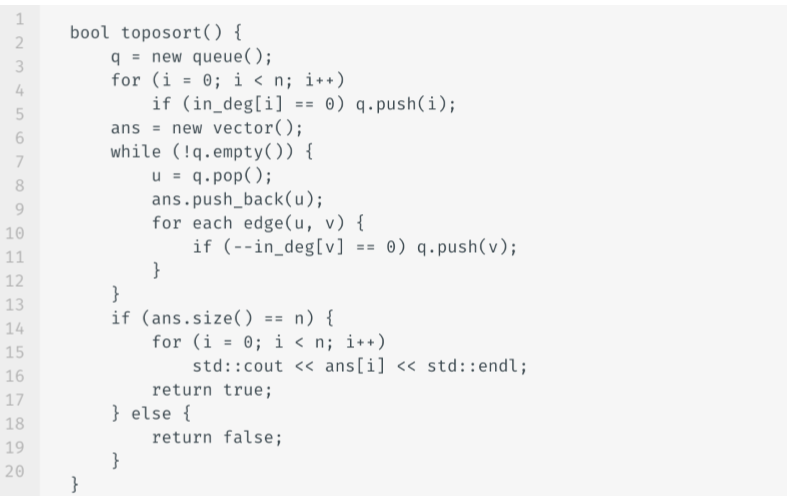 1 bool toposort() {
2     q = new queue();
3     for (i = 0; i < n; i++)
4         if (in_deg[i] == 0) q.push(i);
5     ans = new vector();
6     while (!q.empty()) {
7         u = q.pop();
8         ans.push_back(u);
9         for each edge(u, v) {
10             if (--in_deg[v] == 0) q.push(v);
11         }
12     }
13     if (ans.size() == n) {
14         for (i = 0; i < n; i++)
15             std::cout << ans[i] << std::endl;
16         return true;
17     } else {
18         return false;
19     }
20 }